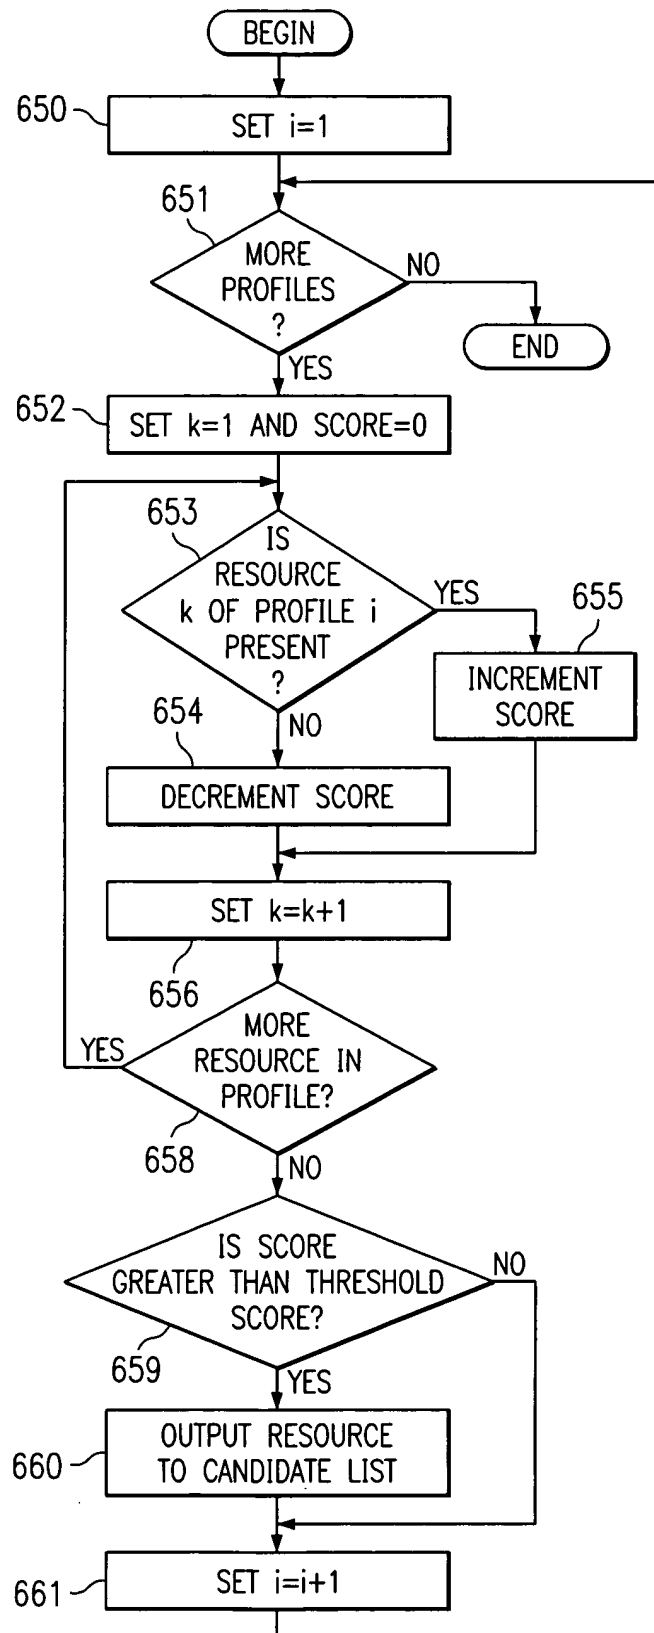 BEGIN
650
SET i=1
651
MORE
PROFILES
?
NO
END
YES
652
SET k=1 AND SCORE=0
653
IS
RESOURCE
k OF PROFILE i
PRESENT
?
YES
655
INCREMENT
SCORE
NO
654
DECREMENT SCORE
SET k=k+1
656
MORE
RESOURCE IN
PROFILE?
YES
658
NO
IS SCORE
GREATER THAN THRESHOLD
SCORE?
NO
659
YES
660
OUTPUT RESOURCE
TO CANDIDATE LIST
661
SET i=i+1